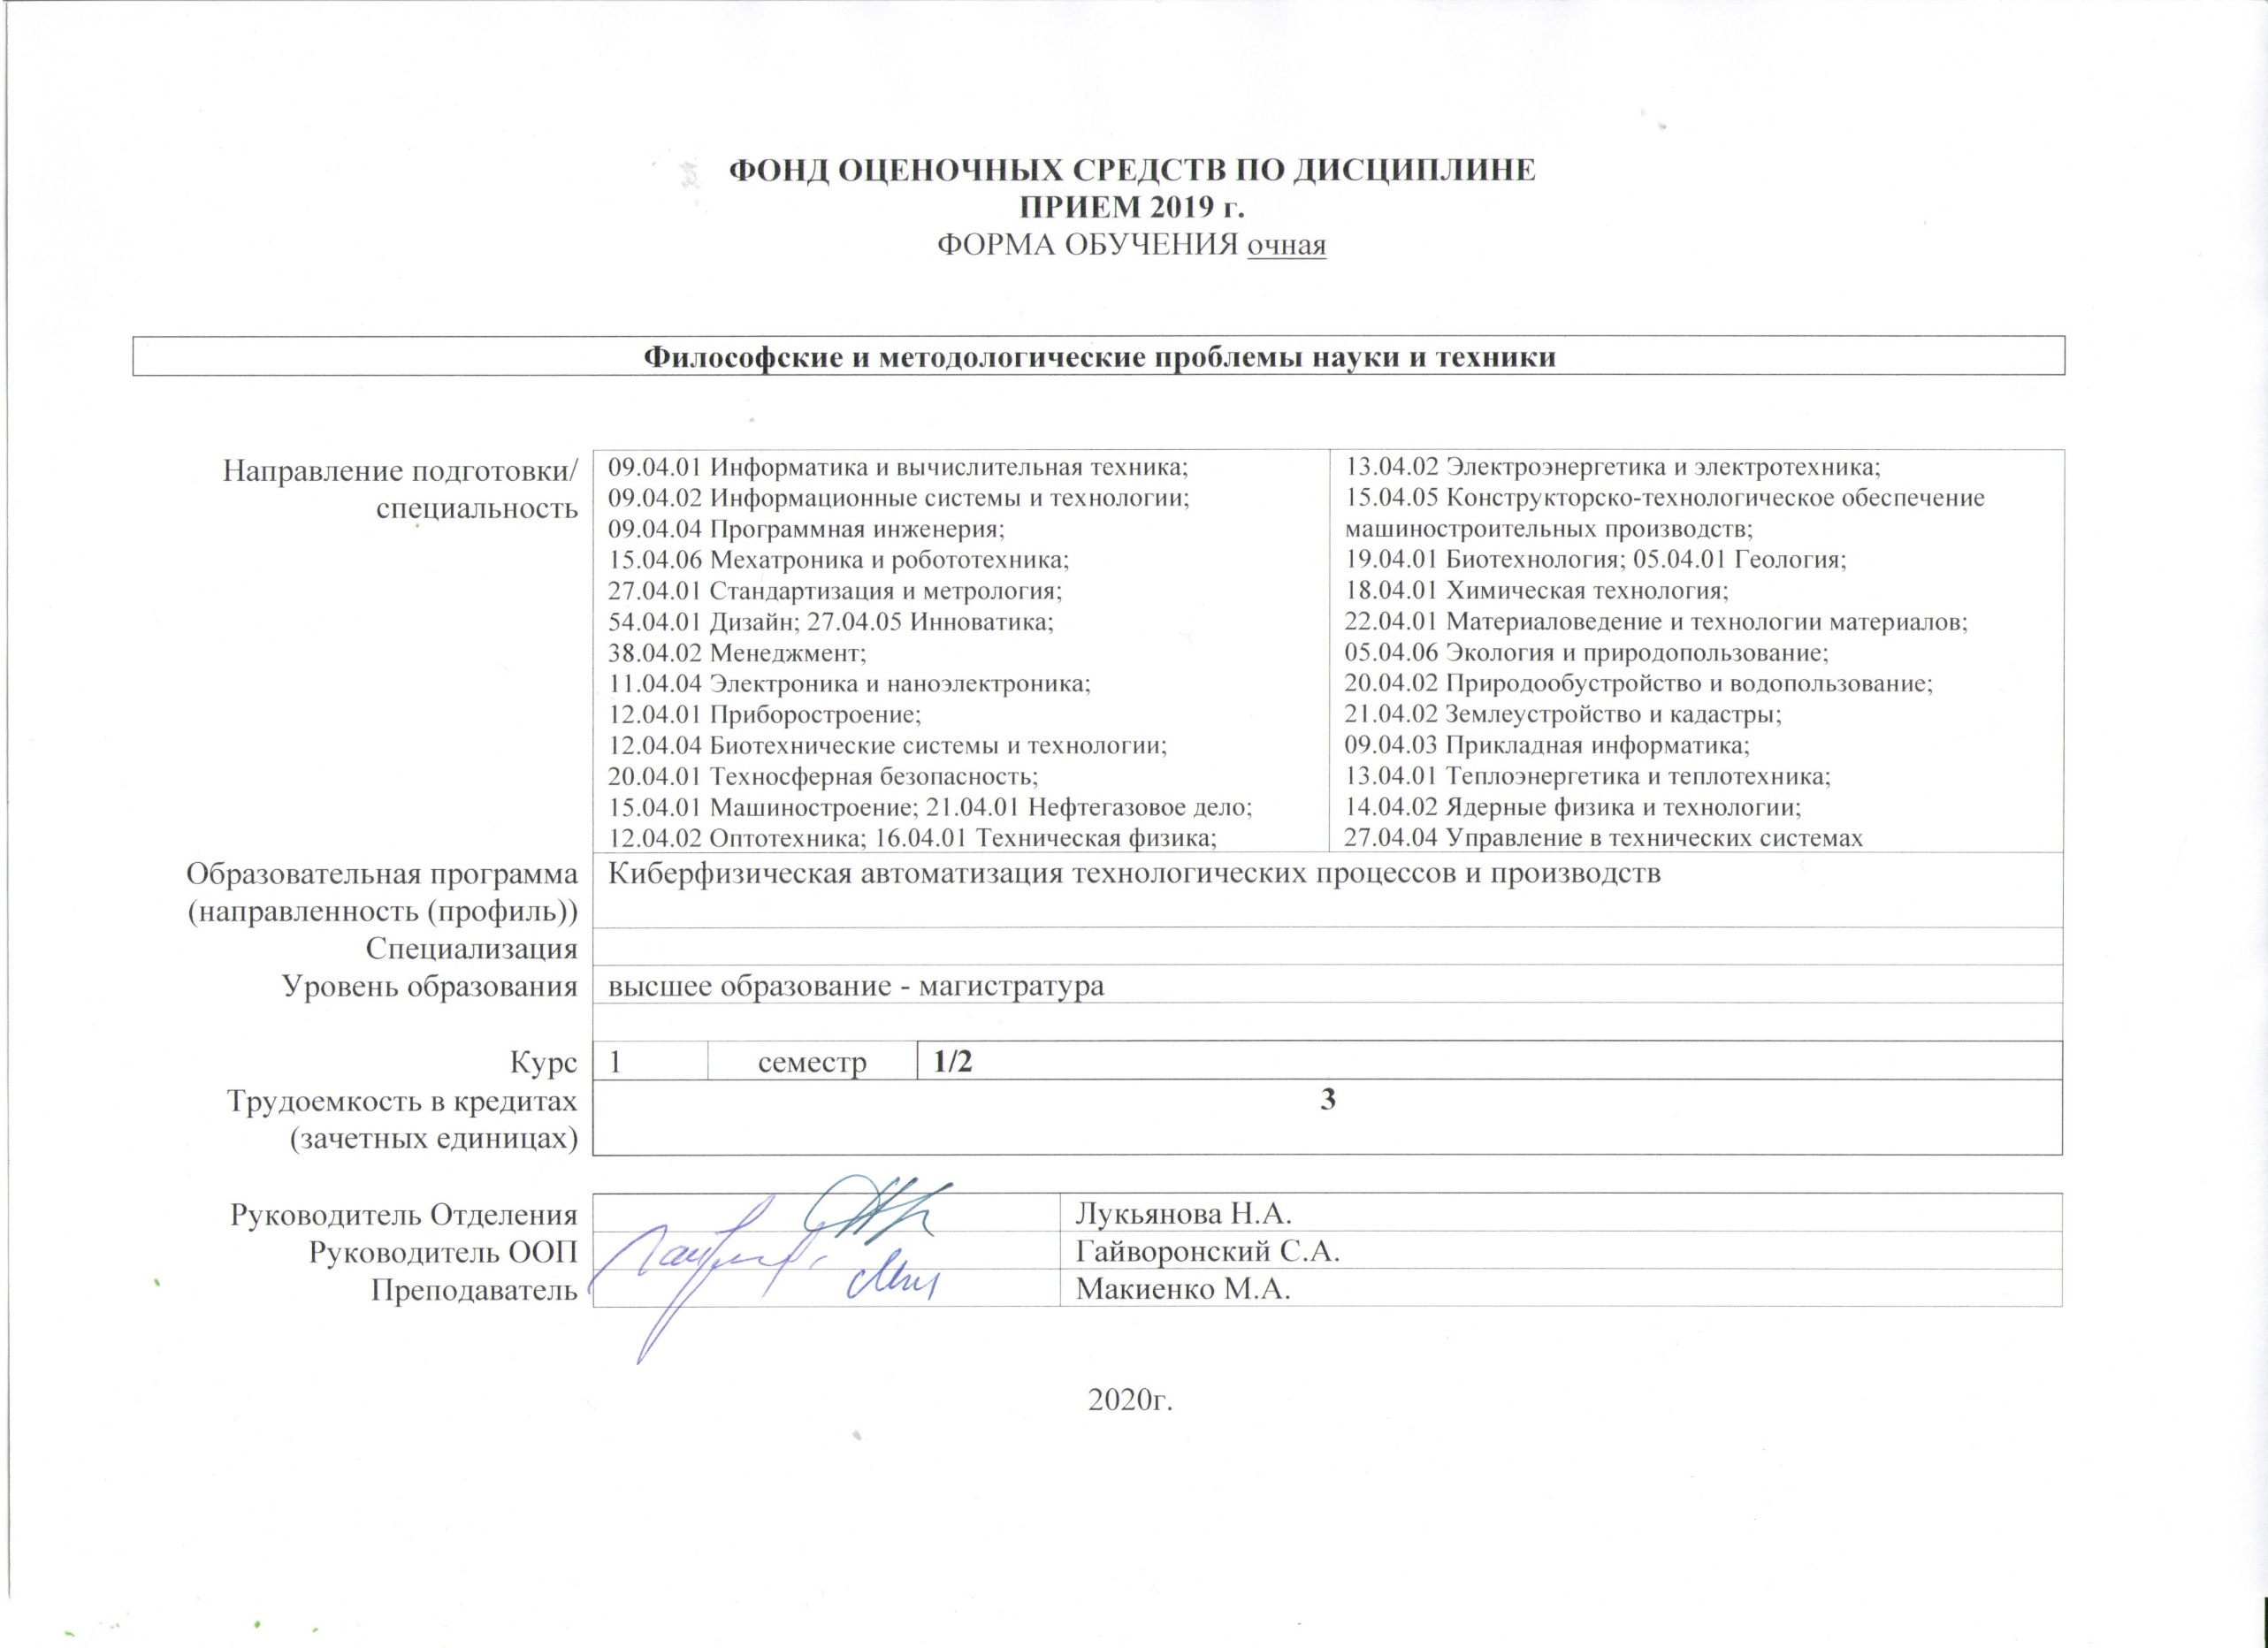 ФОНД ОЦЕНОЧНЫХ СРЕДСТВ ПО ДИСЦИПЛИНЕ
ПРИЕМ 2019 г.
ФОРМА ОБУЧЕНИЯ очная
Философские и методологические проблемы науки и техники
Направление подготовки/
специальность
09.04.01 Информатика и вычислительная техника;
09.04.02 Информационные системы и технологии;
09.04.04 Программная инженерия;
15.04.06 Мехатроника и робототехника;
27.04.01 Стандартизация и метрология;
54.04.01 Дизайн; 27.04.05 Инноватика;
38.04.02 Менеджмент;
11.04.04 Электроника и наноэлектроника;
12.04.01 Приборостроение;
12.04.04 Биотехнические системы и технологии;
20.04.01 Техносферная безопасность;
15.04.01 Машиностроение; 21.04.01 Нефтегазовое дело;
12.04.02 Оптотехника; 16.04.01 Техническая физика;
13.04.02 Электроэнергетика и электротехника;
15.04.05 Конструкторско-технологическое обеспечение
машиностроительных производств;
19.04.01 Биотехнология; 05.04.01 Геология;
18.04.01 Химическая технология;
22.04.01 Материаловедение и технологии материалов;
05.04.06 Экология и природопользование;
20.04.02 Природообустройство и водопользование;
21.04.02 Землеустройство и кадастры;
09.04.03 Прикладная информатика;
13.04.01 Теплоэнергетика и теплотехника;
14.04.02 Ядерные физика и технологии;
27.04.04 Управление в технических системах
Образовательная программа
(направленность (профиль))
Киберфизическая автоматизация технологических процессов и производств
Специализация
Уровень образования высшее образование - магистратура
Курс 1 семестр 1/2
Трудоемкость в кредитах
(зачетных единицах)
3
Руководитель Отделения Лукьянова Н.А.
Руководитель ООП Гайворонский С.А.
Преподаватель Макиенко М.А.
2020г.